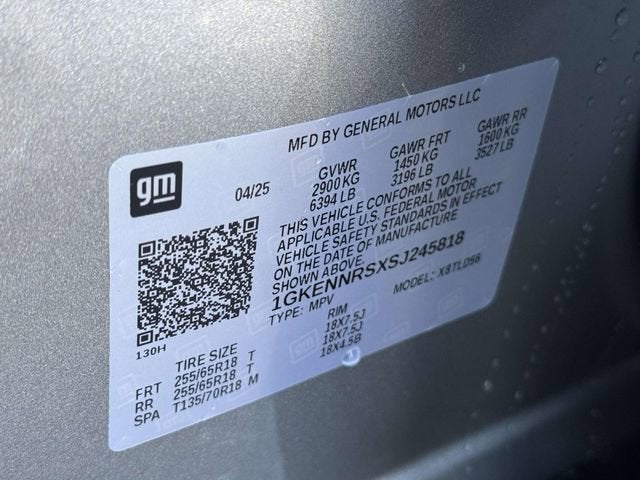 MFD BY GENERAL MOTORS LLC
gm
04/25
GVWR GAWR FRT GAWR RR
2900 KG 1450 KG 1600 KG
6394 LB 3196 LB 3527 LB
THIS VEHICLE CONFORMS TO ALL
APPLICABLE U.S. FEDERAL MOTOR
VEHICLE SAFETY STANDARDS IN EFFECT
ON THE DATE OF MANUFACTURE
SHOWN ABOVE.
1GKENNRSXSJ245818
TYPE: MPV MODEL: X8TLD56
130H
TIRE SIZE RIM
FRT 255/65R18 T 18X7.5J
RR 255/65R18 T 18X7.5J
SPA T135/70R18 M 18X4.5B